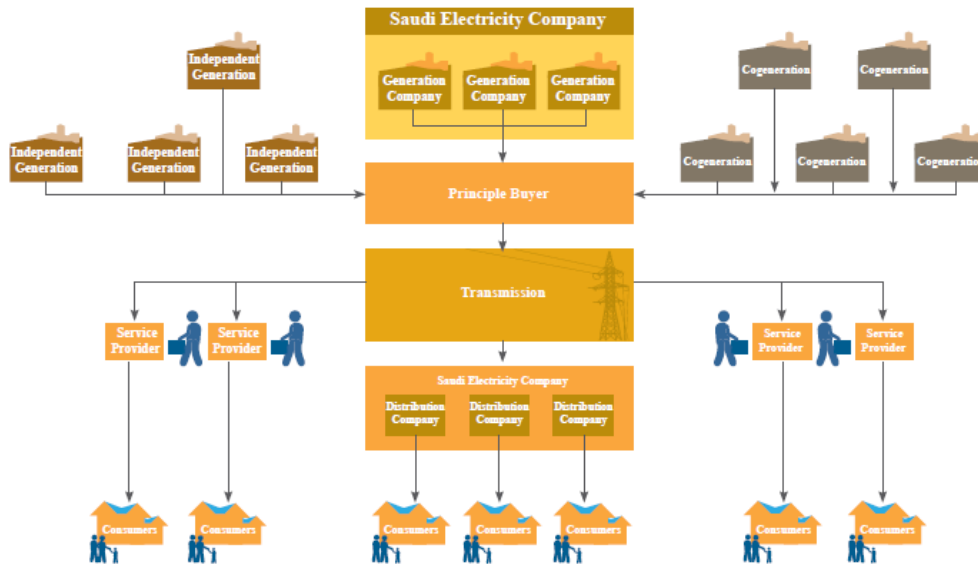 Saudi Electricity Company
Independent
Generation
Generation
Company
Generation
Company
Generation
Company
Cogeneration
Cogeneration
Independent
Generation
Independent
Generation
Independent
Generation
Cogeneration
Cogeneration
Cogeneration
Principle Buyer
Transmission
Service
Provider
Service
Provider
Service
Provider
Service
Provider
Saudi Electricity Company
Distribution
Company
Distribution
Company
Distribution
Company
Consumers
Consumers
Consumers
Consumers
Consumers
Consumers
Consumers